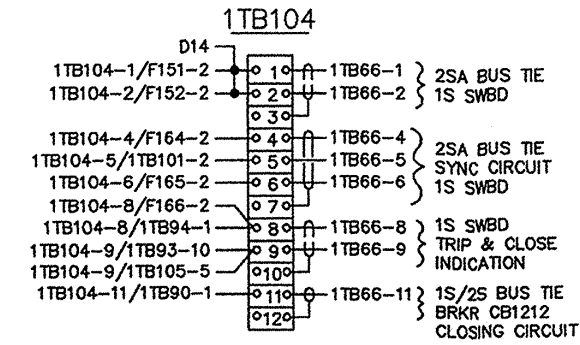 1TB104
D14
1TB104-1/F151-2 1 1TB66-1 2SA BUS TIE
1TB104-2/F152-2 2 1TB66-2 1S SWBD
3
1TB104-4/F164-2 4 1TB66-4
1TB104-5/1TB101-2 5 1TB66-5 2SA BUS TIE
SYNC CIRCUIT
1TB104-6/F165-2 6 1TB66-6 1S SWBD
1TB104-8/F166-2 7
1TB104-8/1TB94-1 8 1TB66-8 1S SWBD
1TB104-9/1TB93-10 9 1TB66-9 TRIP & CLOSE
1TB104-9/1TB105-5 10 INDICATION
1TB104-11/1TB90-1 11 1TB66-11 1S/2S BUS TIE
12 BRKR CB1212
CLOSING CIRCUIT